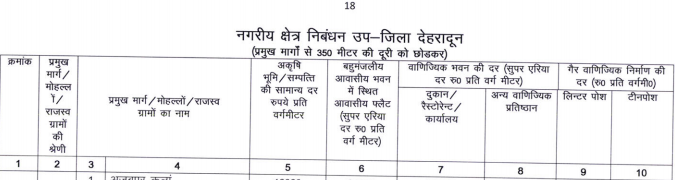 18
नगरीय क्षेत्र निबंधन उप–जिला देहरादून
(प्रमुख मार्गो से 350 मीटर की दूरी को छोडकर)
क्रमांक
प्रमुख
मार्ग/
मोहल्ल
ों/
राजस्व
ग्रामों
की
श्रेणी
प्रमुख मार्ग/मोहल्लों/राजस्व
ग्रामों का नाम
अकृषि
भूमि/सम्पत्ति
की सामान्य दर
रुपये प्रति
वर्गमीटर
बहुमंजलीय
आवासीय भवन
में स्थित
आवासीय फ्लैट
(सुपर एरिया
दर रु0 प्रति
वर्ग मीटर)
वाणिज्यिक भवन की दर (सुपर एरिया
दर रु0 प्रति वर्ग मीटर)
दुकान/
रैस्टोरेन्ट/
कार्यालय
अन्य वाणिज्यिक
प्रतिष्ठान
गैर वाणिज्यिक निर्माण की
दर (रु0 प्रति वर्गमी0)
लिन्टर पोश
टीनपोश
1 2 3 4 5 6 7 8 9 10
1 अजबपुर कलां